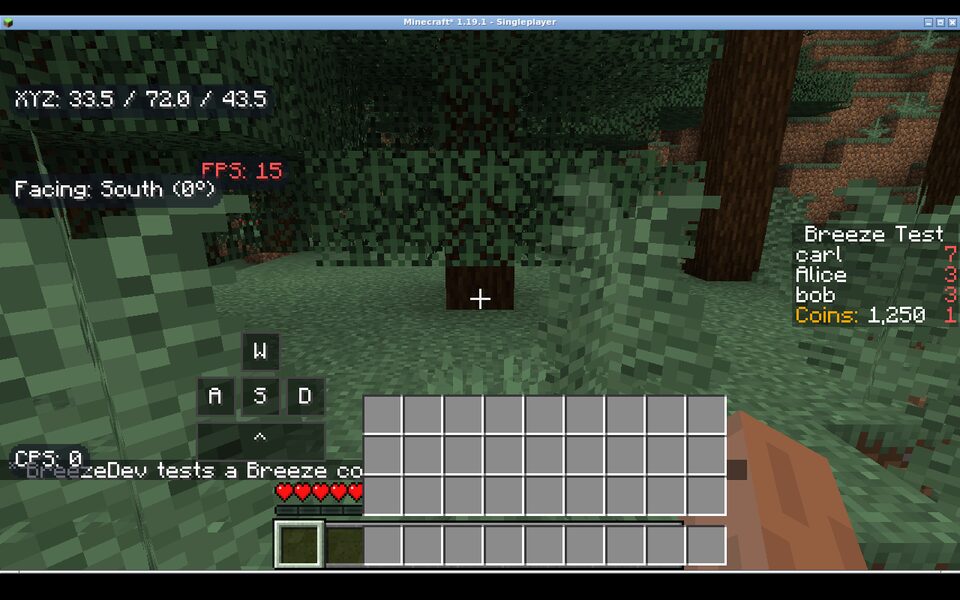 Minecraft* 1.19.1 - Singleplayer
XYZ: 33.5 / 72.0 / 43.5
FPS: 15
Facing: South (0°)
Breeze Test
carl 7
Alice 3
bob 3
Coins: 1,250 1
W
A S D
^
CPS: 0
BreezeDev tests a Breeze co